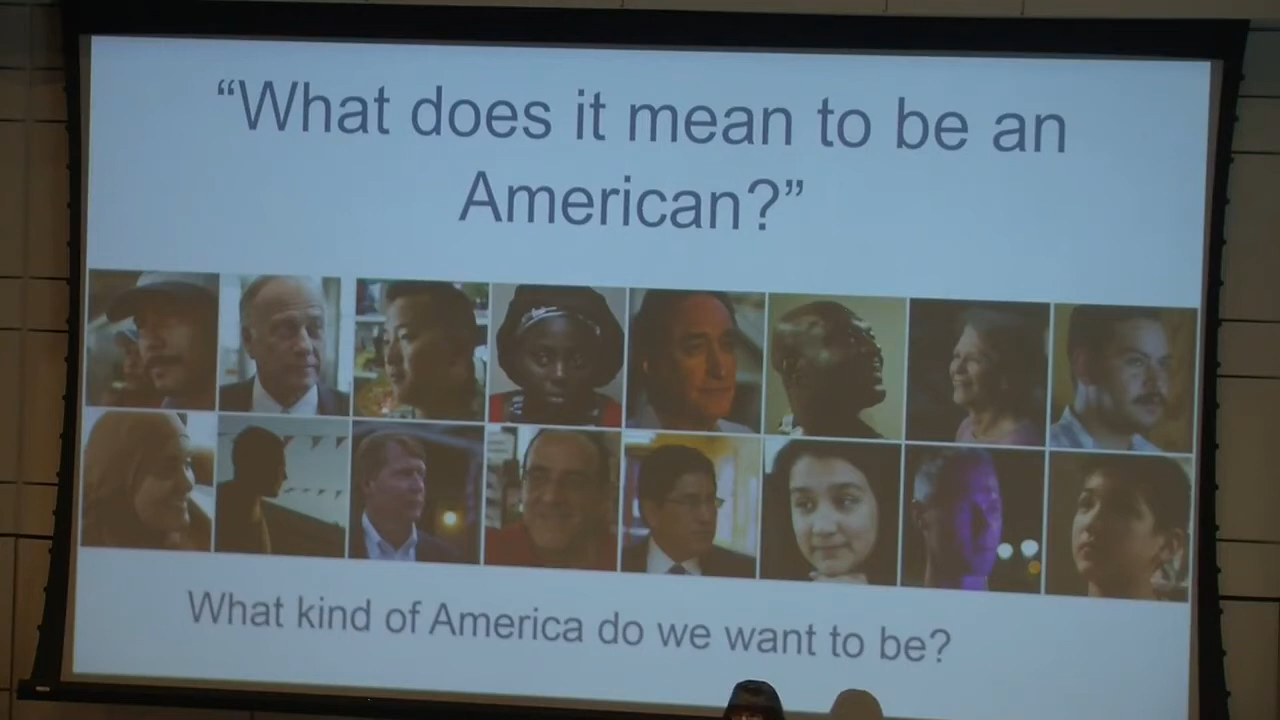 “What does it mean to be an
American?”
What kind of America do we want to be?